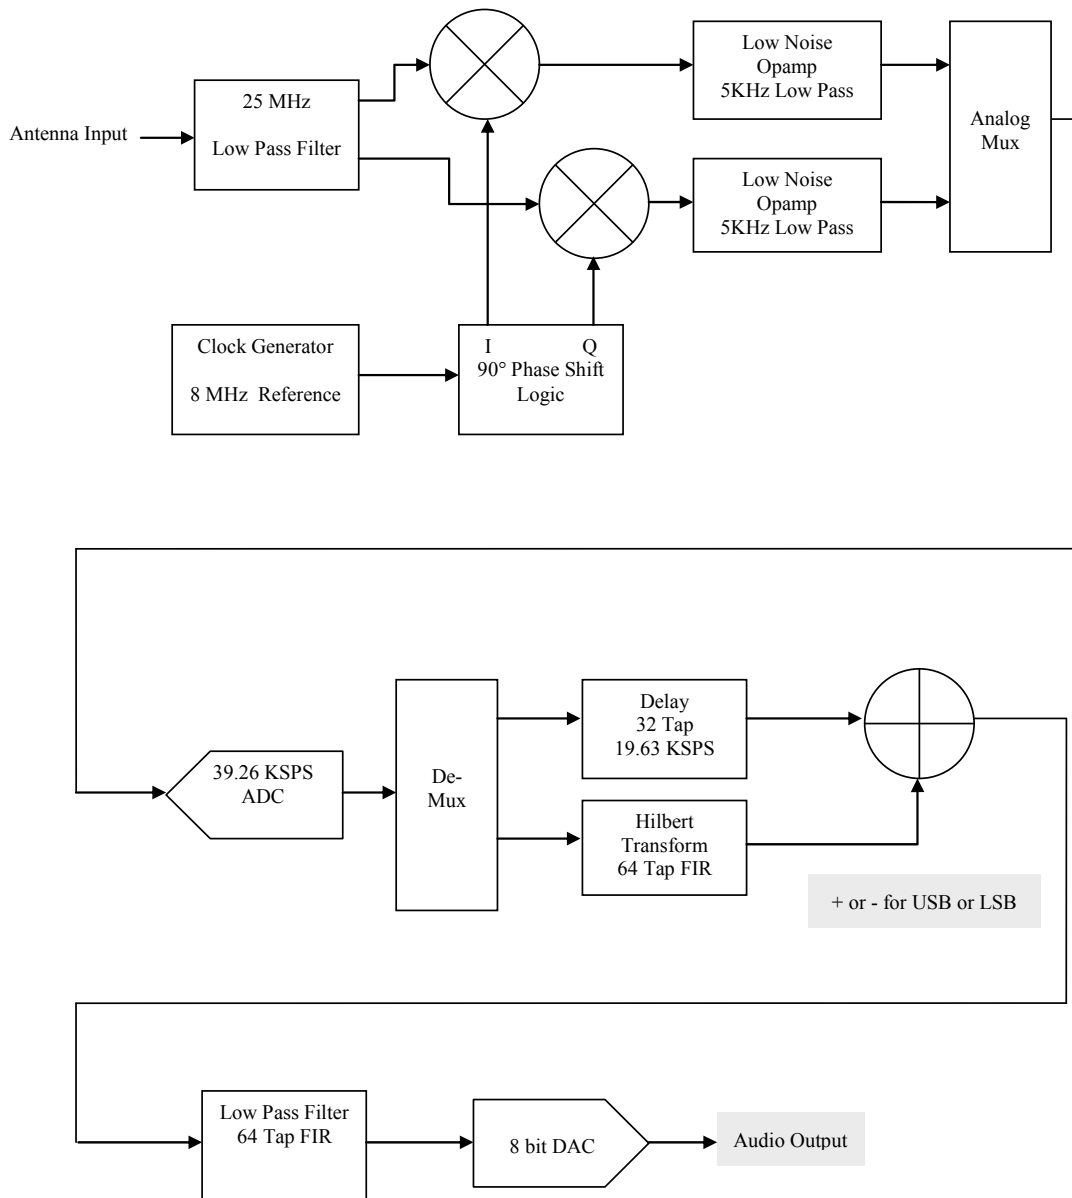 Antenna Input
25 MHz
Low Pass Filter
Low Noise
Opamp
5KHz Low Pass
Low Noise
Opamp
5KHz Low Pass
Analog
Mux
Clock Generator
8 MHz Reference
I Q
90° Phase Shift
Logic
39.26 KSPS
ADC
De-
Mux
Delay
32 Tap
19.63 KSPS
Hilbert
Transform
64 Tap FIR
+ or - for USB or LSB
Low Pass Filter
64 Tap FIR
8 bit DAC
Audio Output